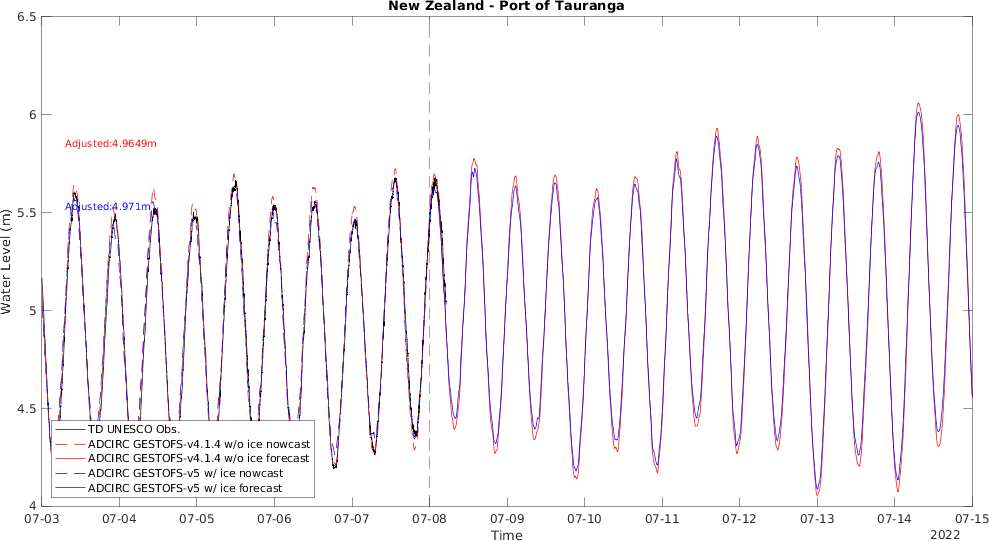 New Zealand - Port of Tauranga
6.5
6
5.5
5
4.5
4
Water Level (m)
Adjusted:4.9649m
Adjusted:4.971m
TD UNESCO Obs.
ADCIRC GESTOFS-v4.1.4 w/o ice nowcast
ADCIRC GESTOFS-v4.1.4 w/o ice forecast
ADCIRC GESTOFS-v5 w/ ice nowcast
ADCIRC GESTOFS-v5 w/ ice forecast
07-03 07-04 07-05 07-06 07-07 07-08 07-09 07-10 07-11 07-12 07-13 07-14 07-15
Time
2022